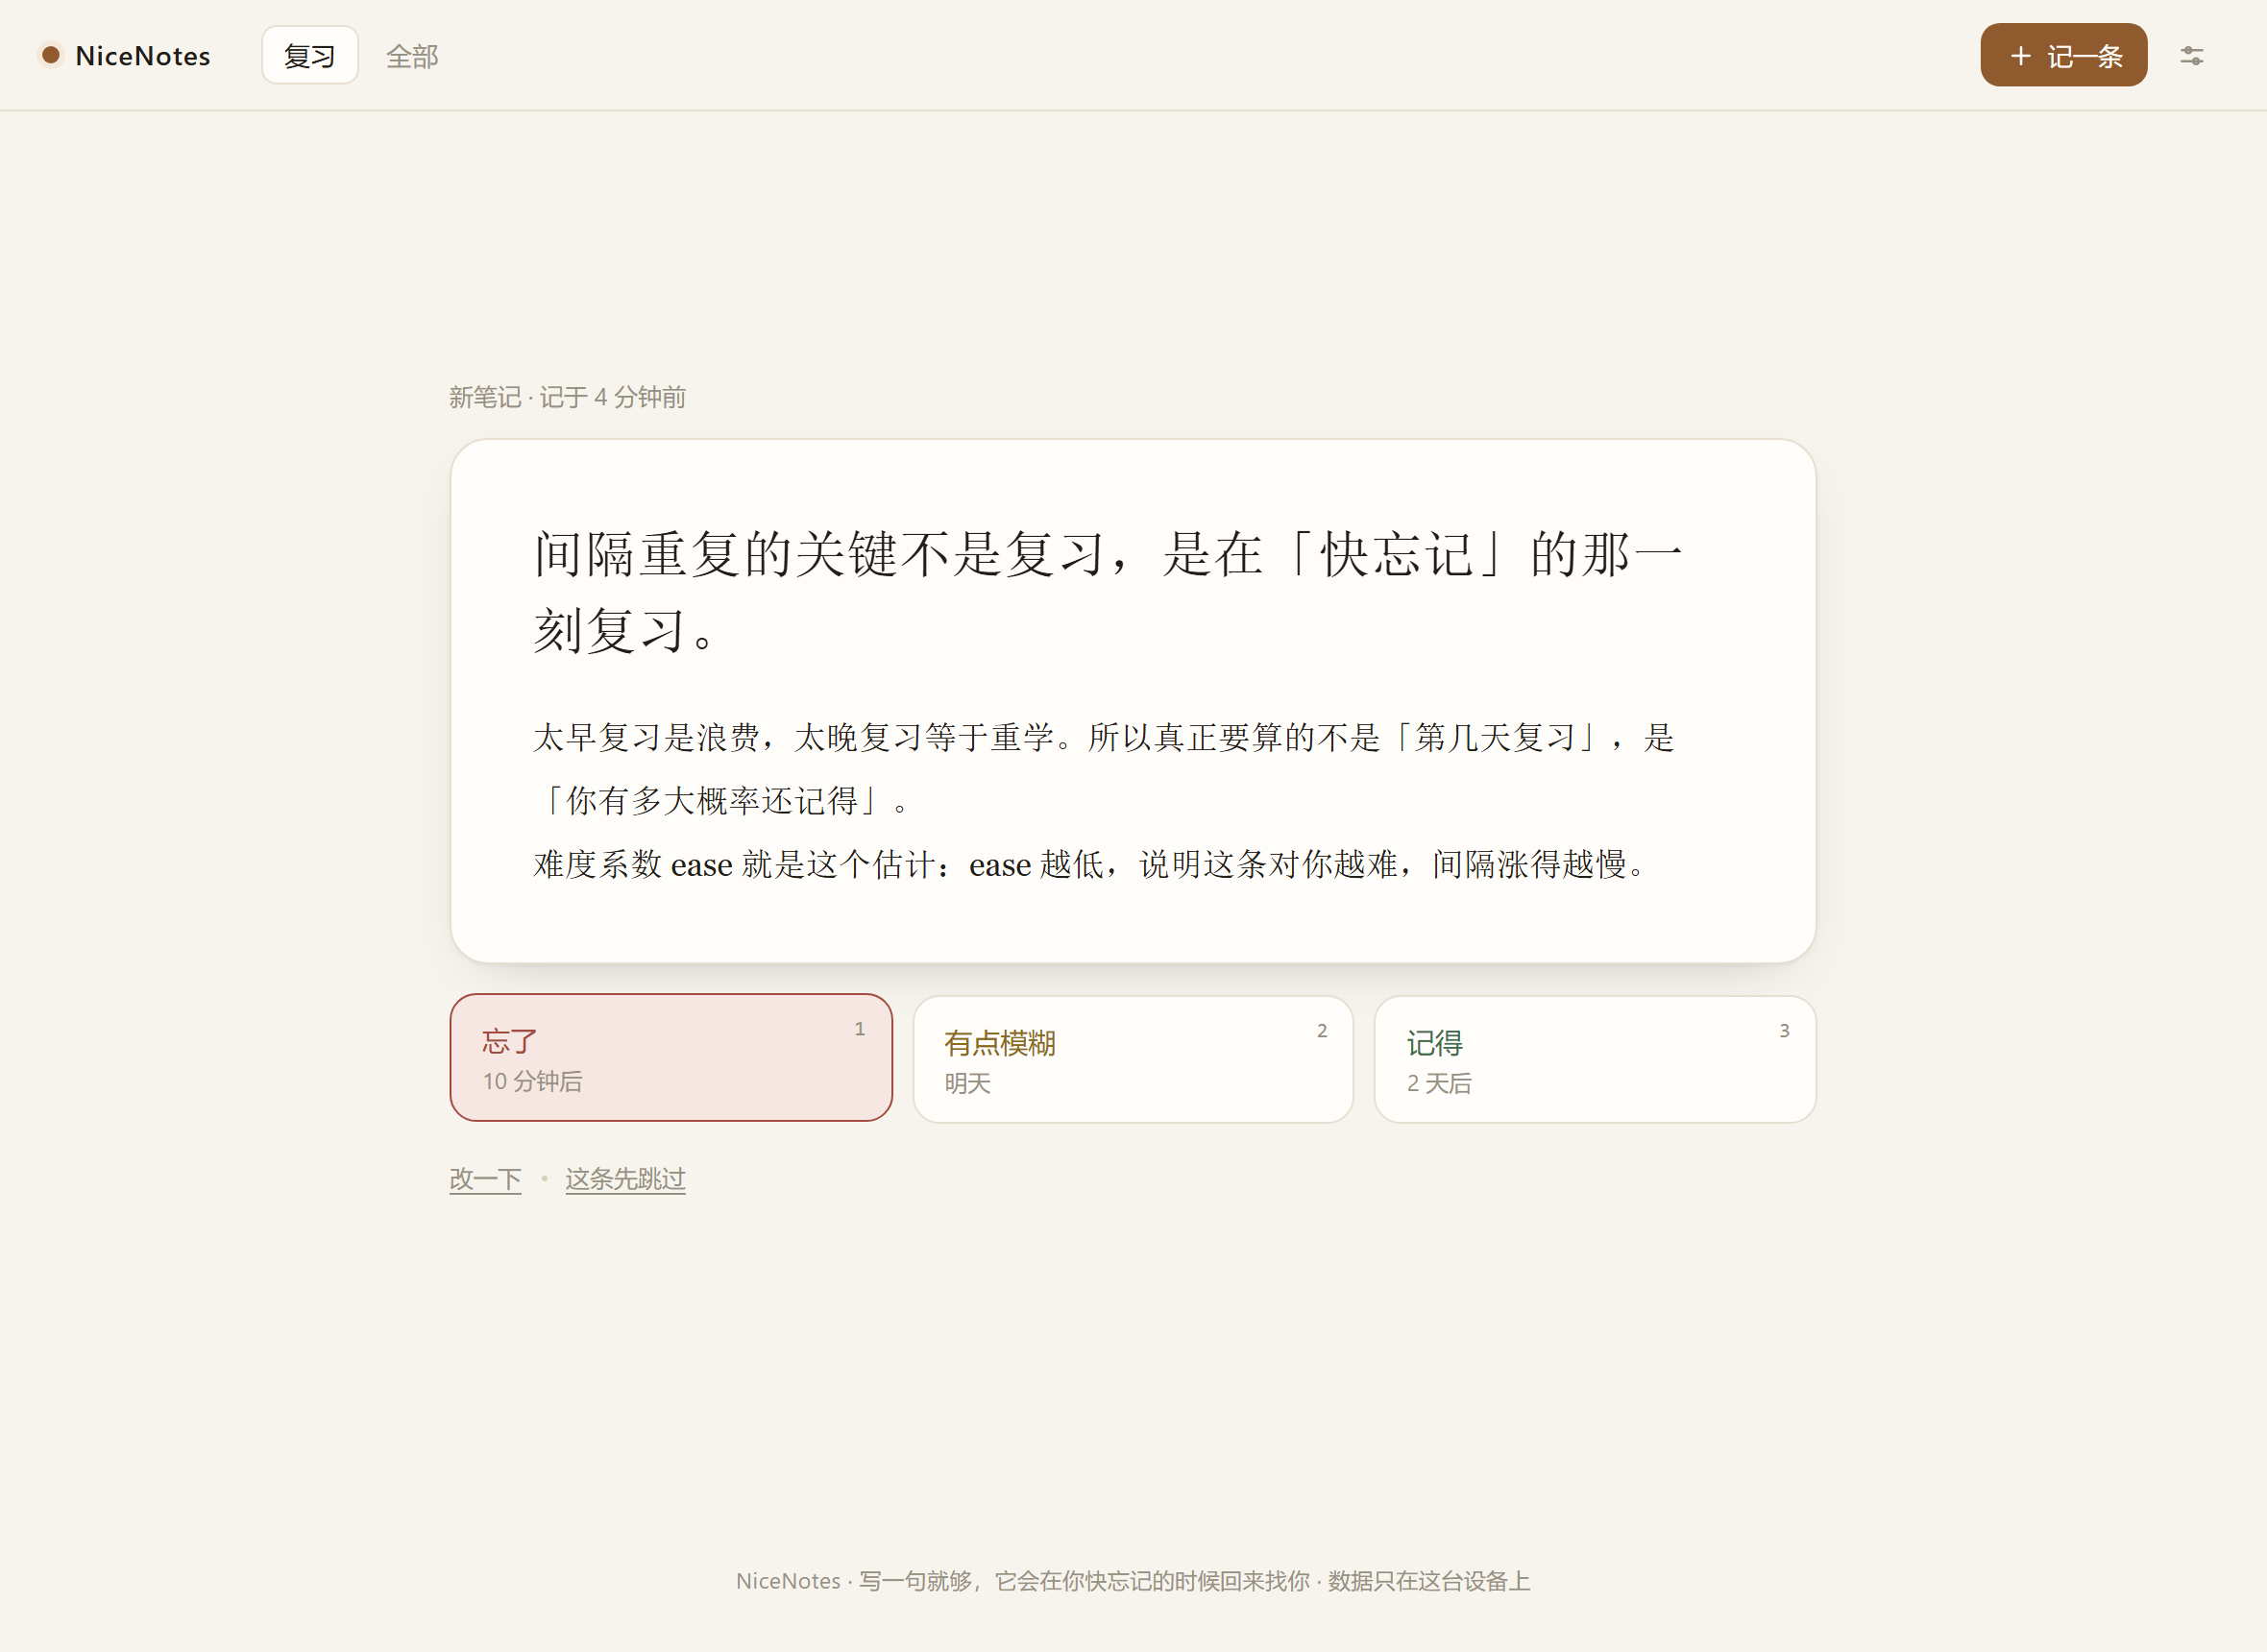 NiceNotes
复习
全部
+ 记一条
新笔记 · 记于 4 分钟前
间隔重复的关键不是复习，是在「快忘记」的那一
刻复习。
太早复习是浪费，太晚复习等于重学。所以真正要算的不是「第几天复习」，是
「你有多大概率还记得」。
难度系数 ease 就是这个估计：ease 越低，说明这条对你越难，间隔涨得越慢。
忘了
1
10 分钟后
有点模糊
2
明天
记得
3
2 天后
改一下 · 这条先跳过
NiceNotes · 写一句就够，它会在你快忘记的时候回来找你 · 数据只在这台设备上